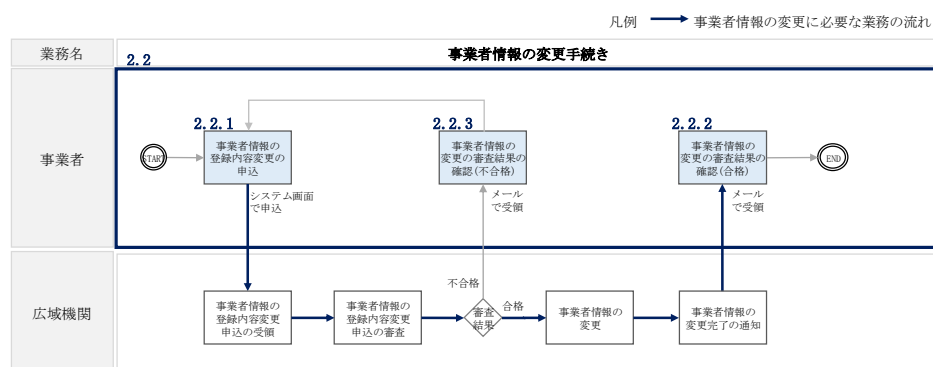 凡例 事業者情報の変更に必要な業務の流れ
業務名
2.2
事業者情報の変更手続き
事業者
START
2.2.1
事業者情報の
登録内容変更の
申込
システム画面
で申込
2.2.3
事業者情報の
変更の審査結果の
確認(不合格)
メール
で受領
2.2.2
事業者情報の
変更の審査結果の
確認(合格)
メール
で受領
END
広域機関
事業者情報の
登録内容変更
申込の受領
事業者情報の
登録内容変更
申込の審査
不合格
審査
結果
合格
事業者情報の
変更
事業者情報の
変更完了の通知